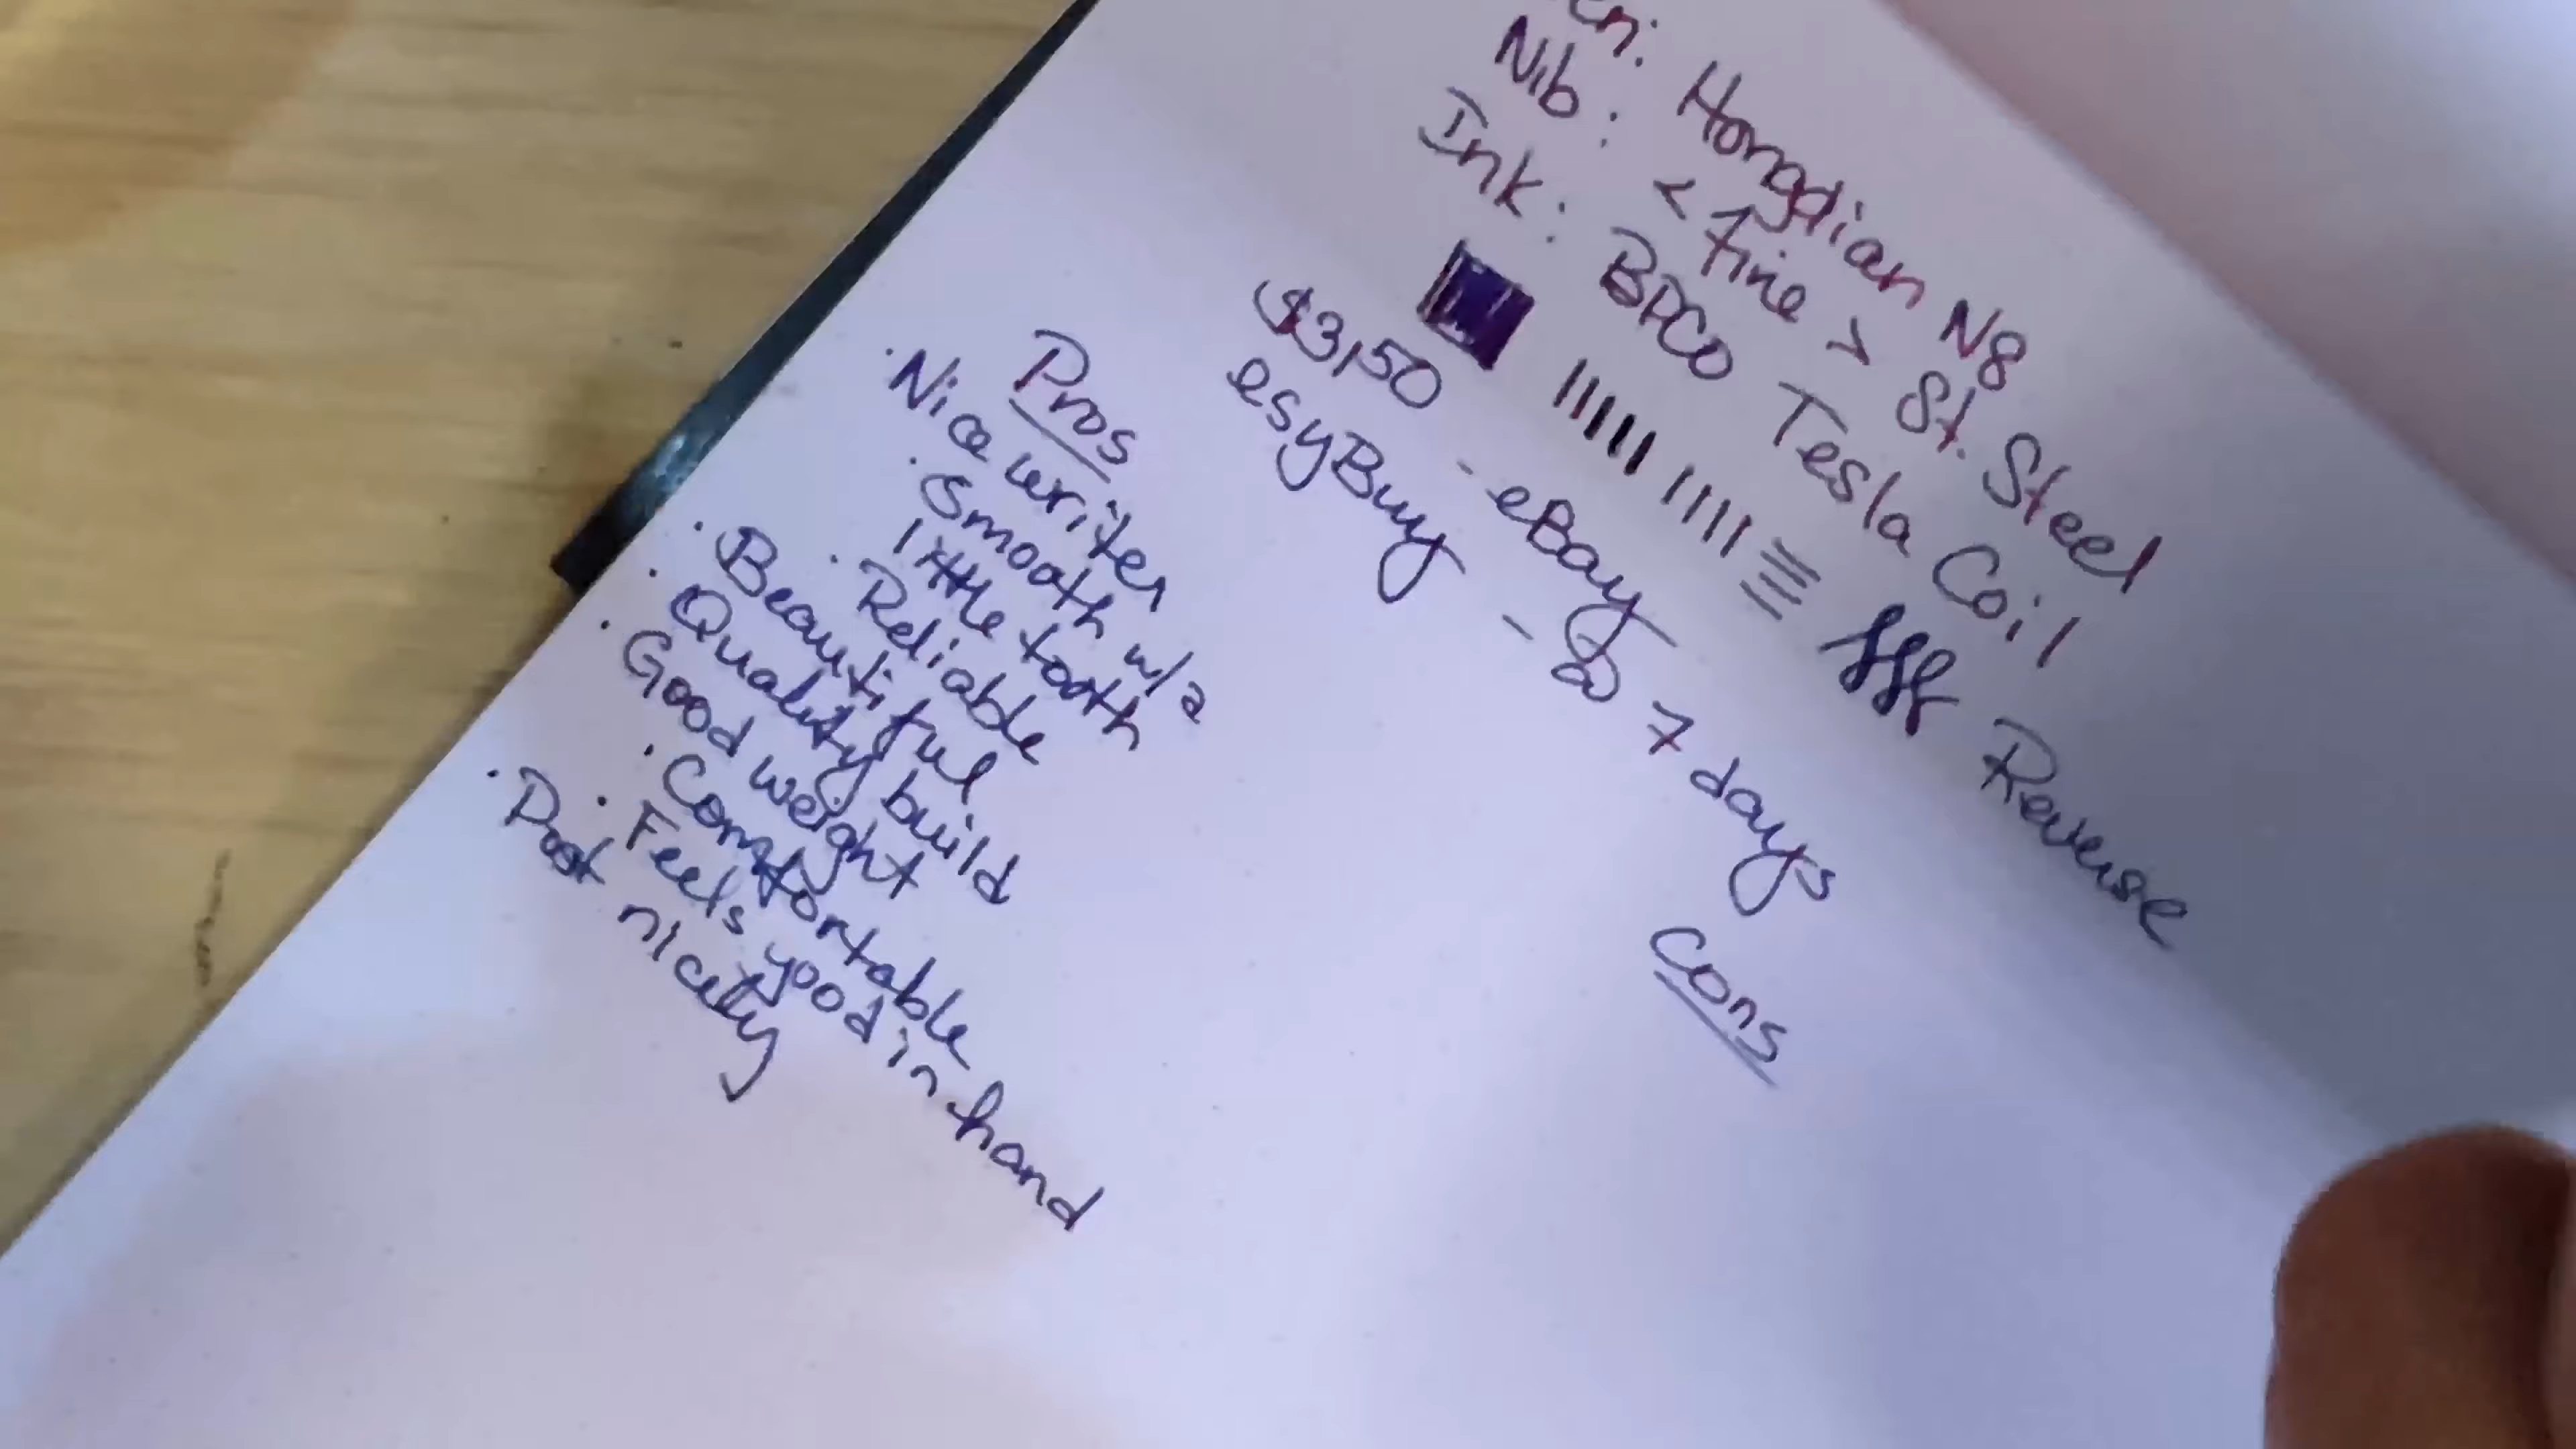 en: Hongdian N8
Nib: <Fine> St. Steel
Ink: BPCO Tesla Coil
Reverse
$3,50 - eBay
esyBuy - 7 days
Pros
· Nice writer
· Smooth w/a
little tooth
· Reliable
· Beautiful
· Quality build
· Good weight
· Comfortable
· Feels good in hand
· Post nicely
Cons